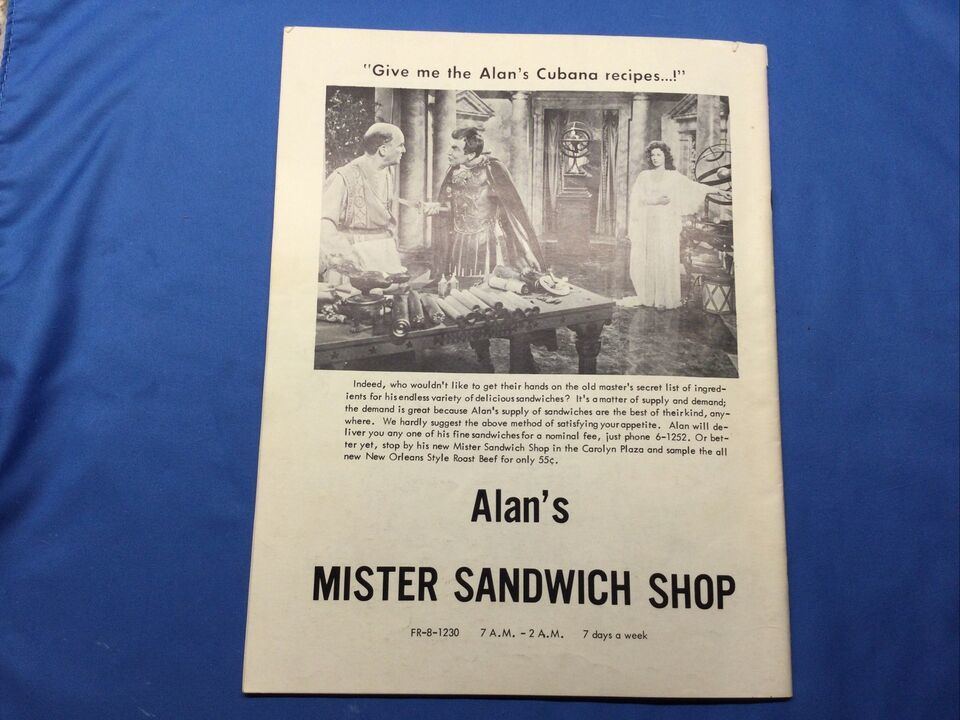 "Give me the Alan's Cubana recipes...!"
Indeed, who wouldn't like to get their hands on the old master's secret list of ingred-
ients for his endless variety of delicious sandwiches? It's a matter of supply and demand;
the demand is great because Alan's supply of sandwiches are the best of their kind, any-
where. We hardly suggest the above method of satisfying your appetite. Alan will de-
liver you any one of his fine sandwiches for a nominal fee, just phone 6-1252. Or bet-
ter yet, stop by his new Mister Sandwich Shop in the Carolyn Plaza and sample the all
new New Orleans Style Roast Beef for only 55¢.
Alan's
MISTER SANDWICH SHOP
FR-8-1230 7 A.M. - 2 A.M. 7 days a week